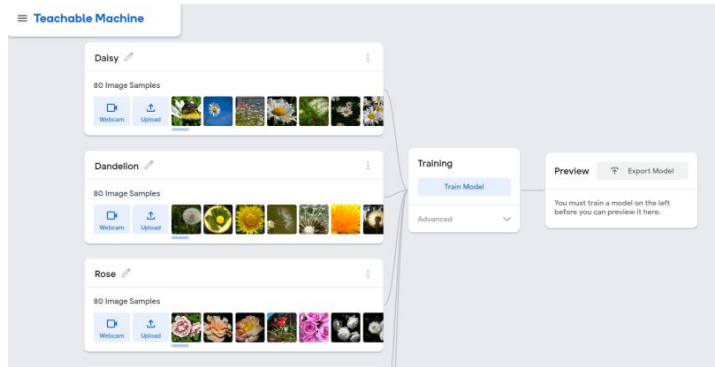 Teachable Machine
Daisy
80 Image Samples
Webcam
Upload
Dandelion
80 Image Samples
Webcam
Upload
Rose
80 Image Samples
Webcam
Upload
Training
Train Model
Advanced
Preview
Export Model
You must train a model on the left
before you can preview it here.